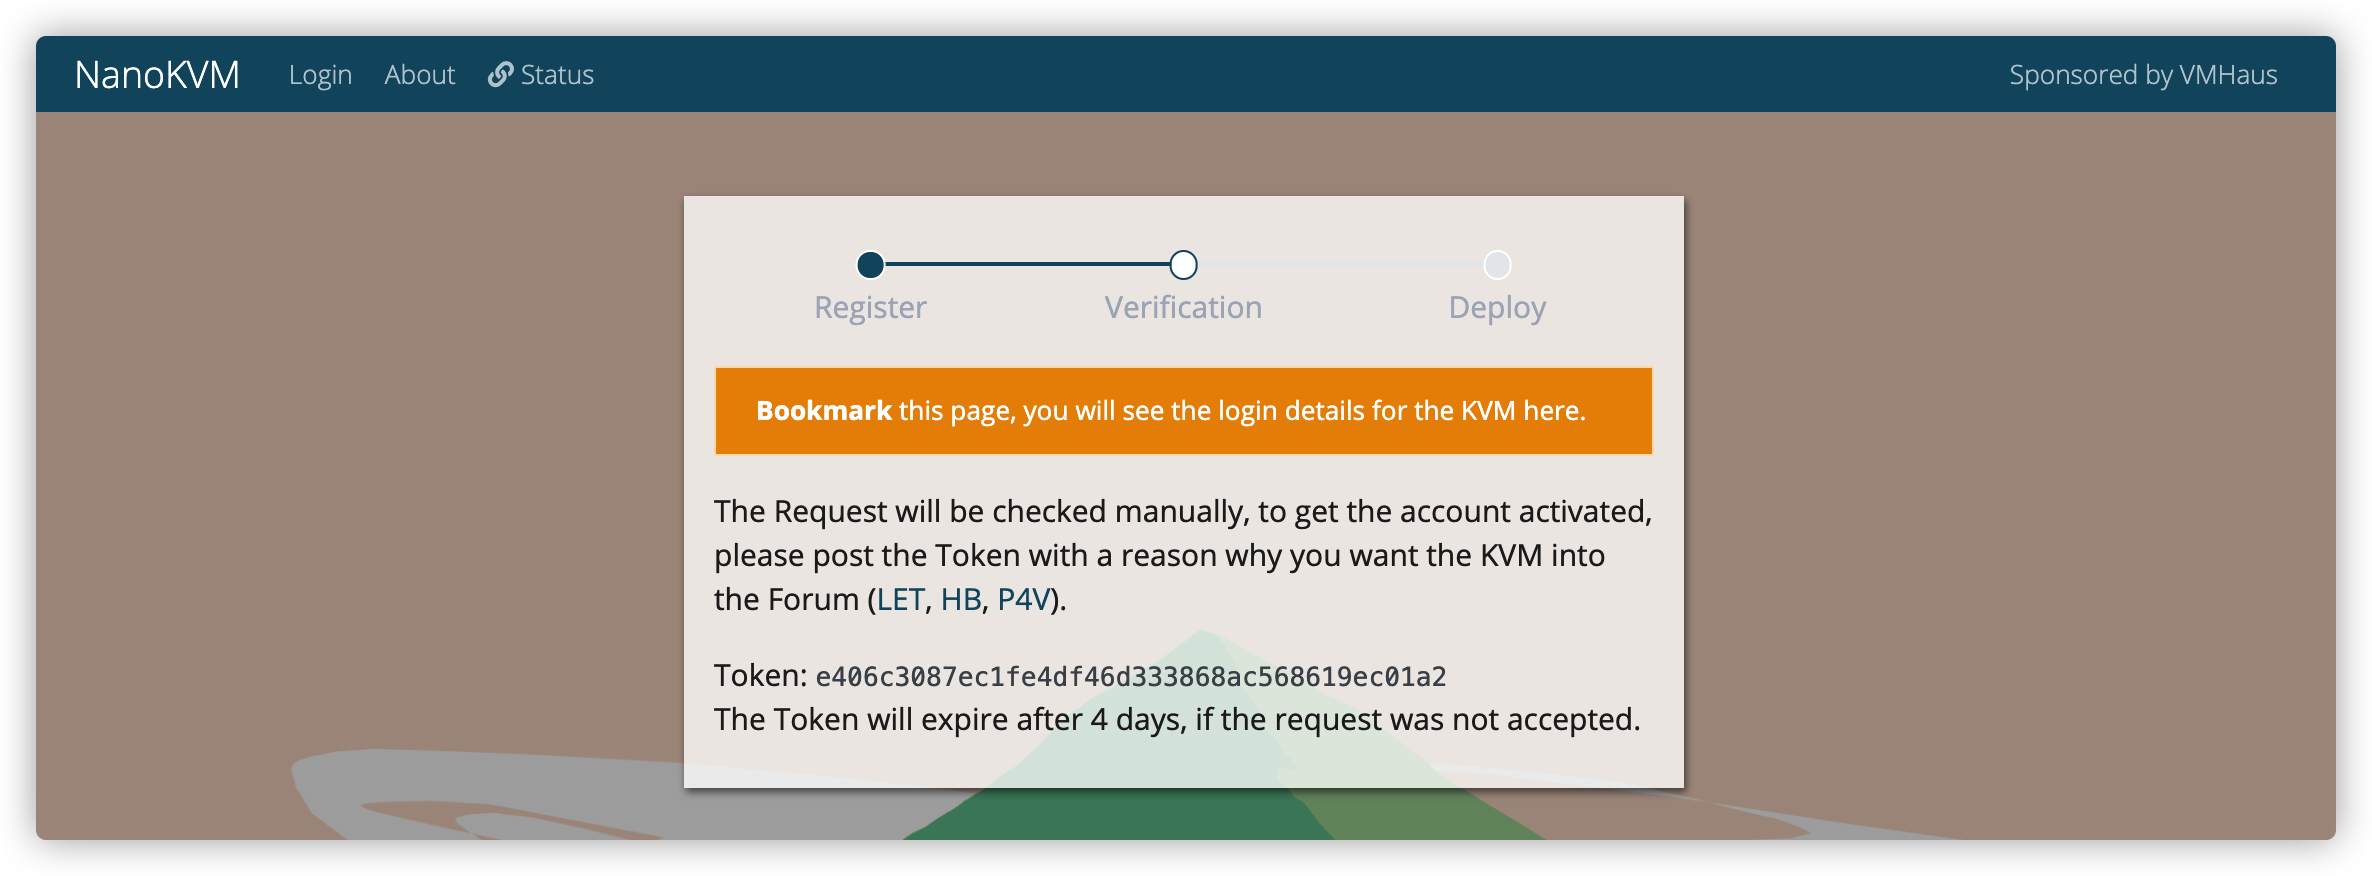 NanoKVM Login About Status Sponsored by VMHaus
Register Verification Deploy
Bookmark this page, you will see the login details for the KVM here.
The Request will be checked manually, to get the account activated,
please post the Token with a reason why you want the KVM into
the Forum (LET, HB, P4V).
Token: e406c3087ec1fe4df46d333868ac568619ec01a2
The Token will expire after 4 days, if the request was not accepted.